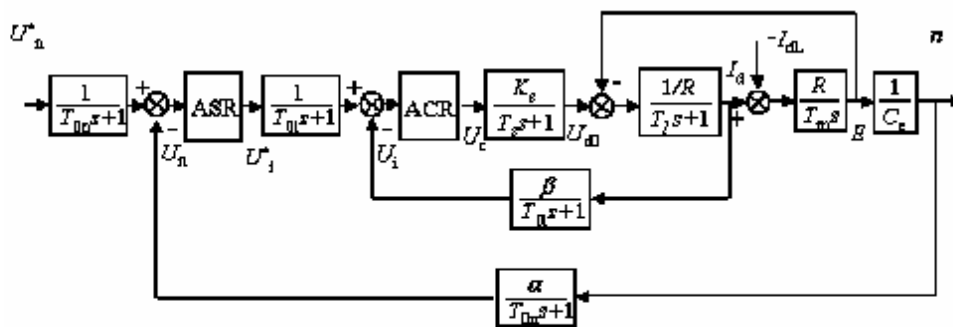 U*n
1 / T0n s+1
+
-
ASR
U*i
1 / T0i s+1
+
-
ACR
Uc
Ks / Ts s+1
Ud0
-
1/R / Tl s+1
Id
+
-IdL
R / Tm s
E
1 / Ce
n
Un
Ui
β / T0i s+1
α / T0n s+1